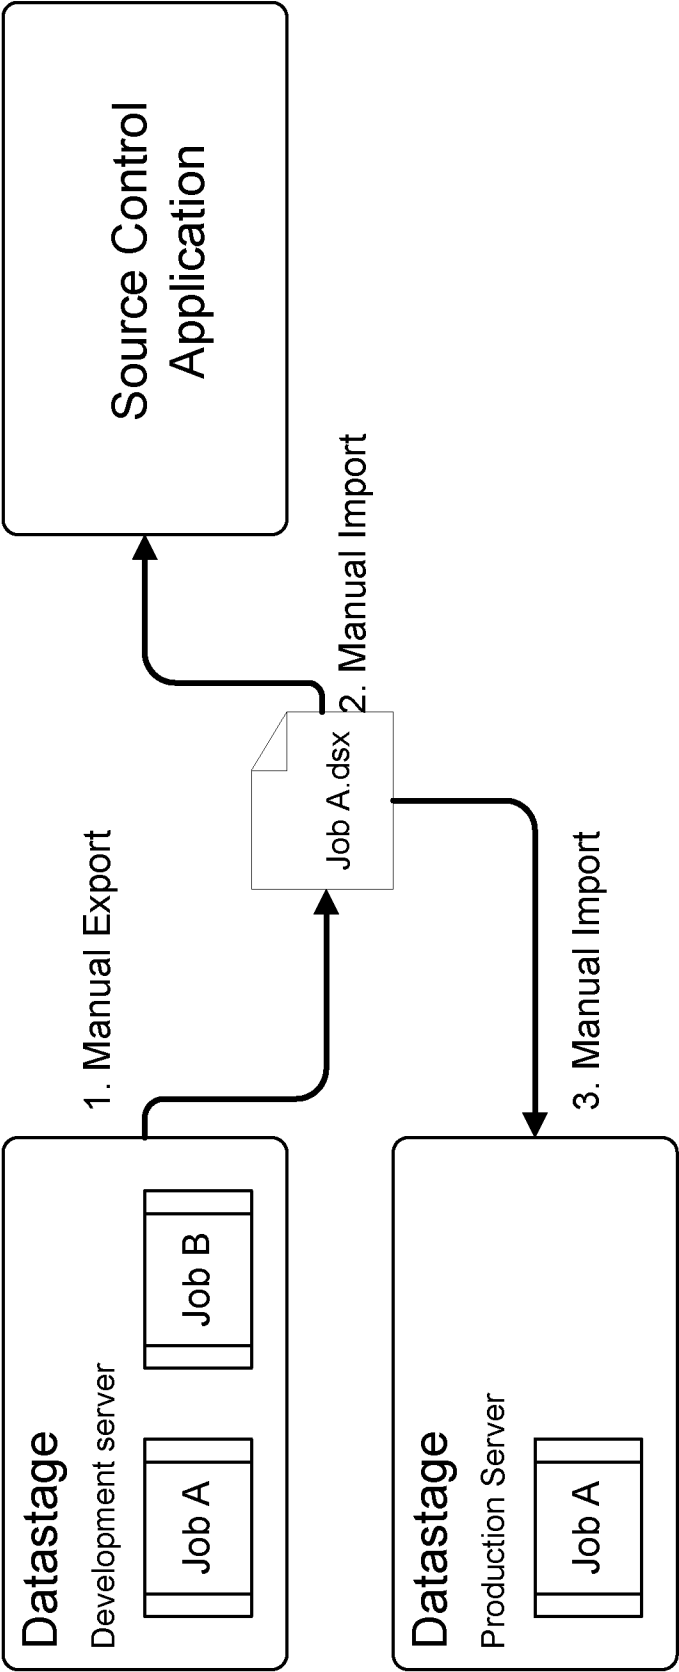 Datastage
Development server
Job A
Job B
1. Manual Export
Job A.dsx
2. Manual Import
Source Control
Application
Datastage
Production Server
Job A
3. Manual Import